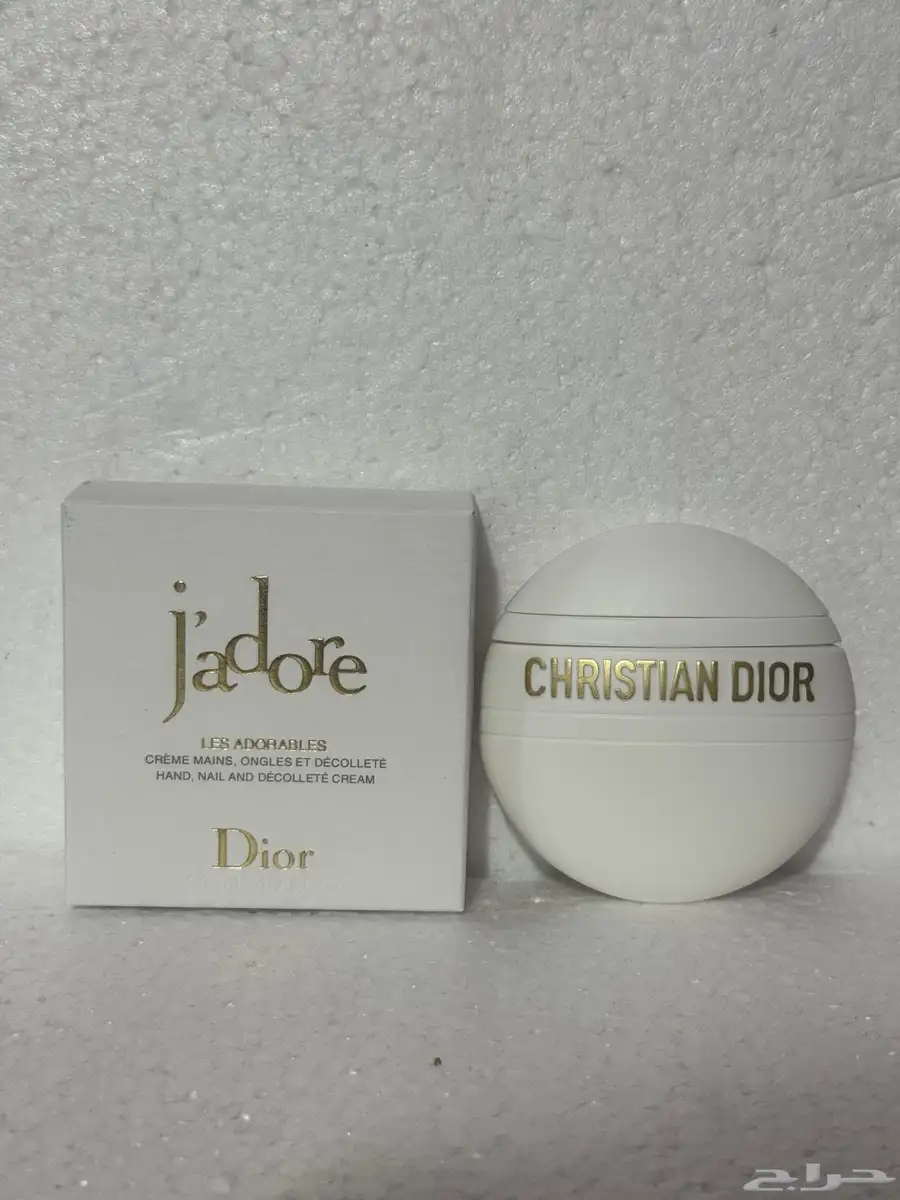 j'adore
LES ADORABLES
CRÈME MAINS, ONGLES ET DÉCOLLETÉ
HAND, NAIL AND DÉCOLLETÉ CREAM
Dior
CHRISTIAN DIOR
حراج